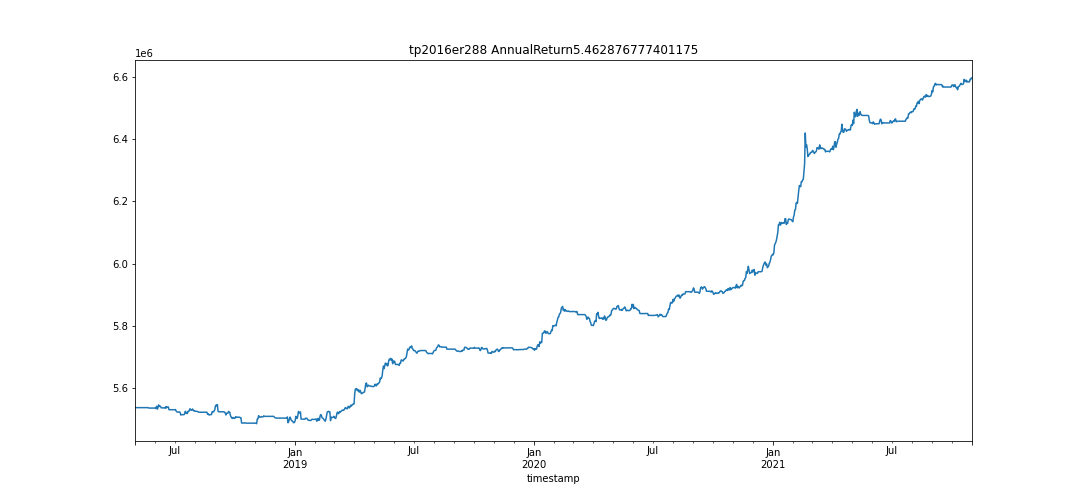 tp2016er288 AnnualReturn5.462876777401175
1e6
6.6
6.4
6.2
6.0
5.8
5.6
Jul Jan Jul Jan Jul Jan Jul
2019 2020 2021
timestamp